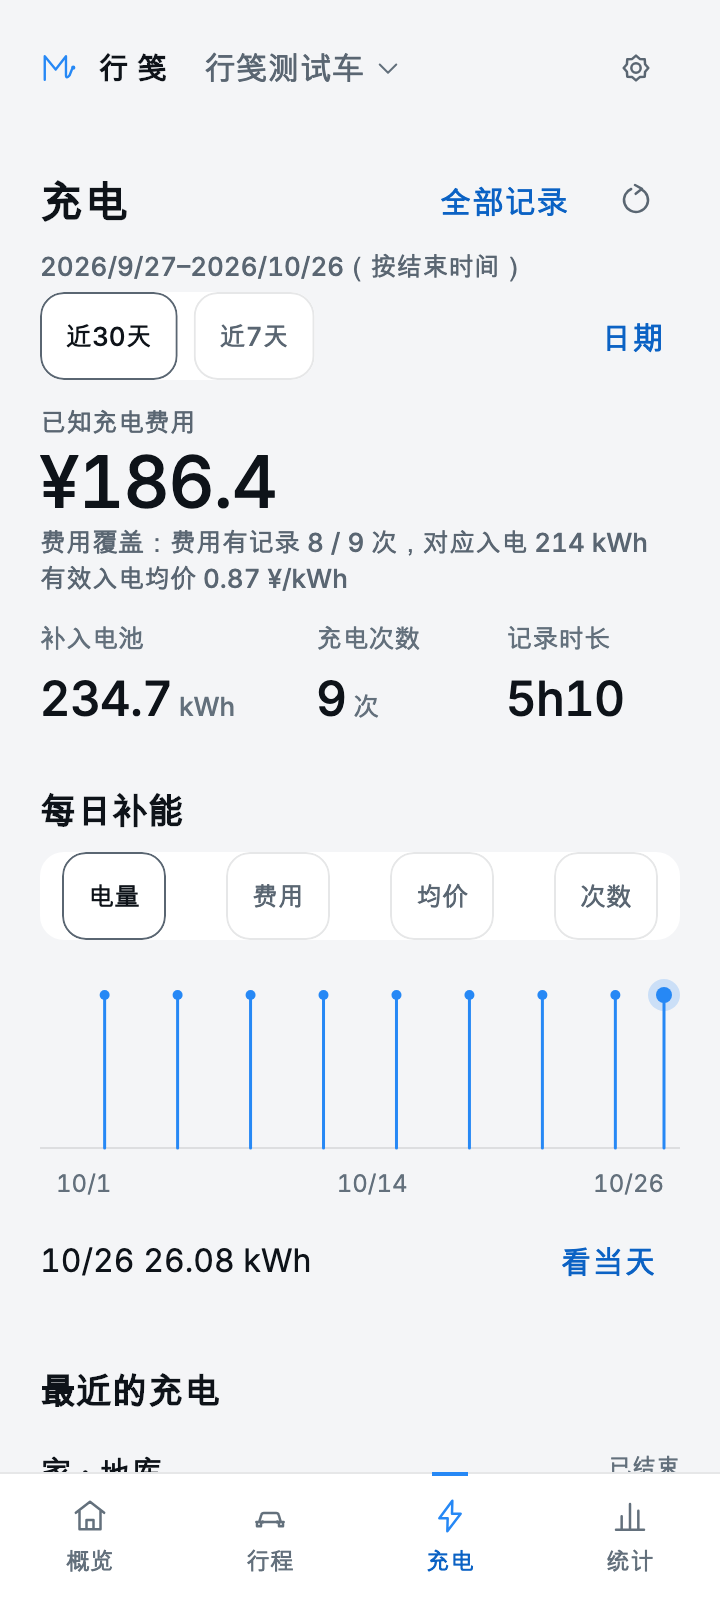 行笺 行笺测试车
充电 全部记录
2026/9/27–2026/10/26（按结束时间）
近30天 近7天 日期
已知充电费用
¥186.4
费用覆盖：费用有记录 8 / 9 次，对应入电 214 kWh
有效入电均价 0.87 ¥/kWh
补入电池 充电次数 记录时长
234.7 kWh 9 次 5h10
每日补能
电量 费用 均价 次数
10/1 10/14 10/26
10/26 26.08 kWh 看当天
最近的充电
家 · 地库 已结束
概览 行程 充电 统计